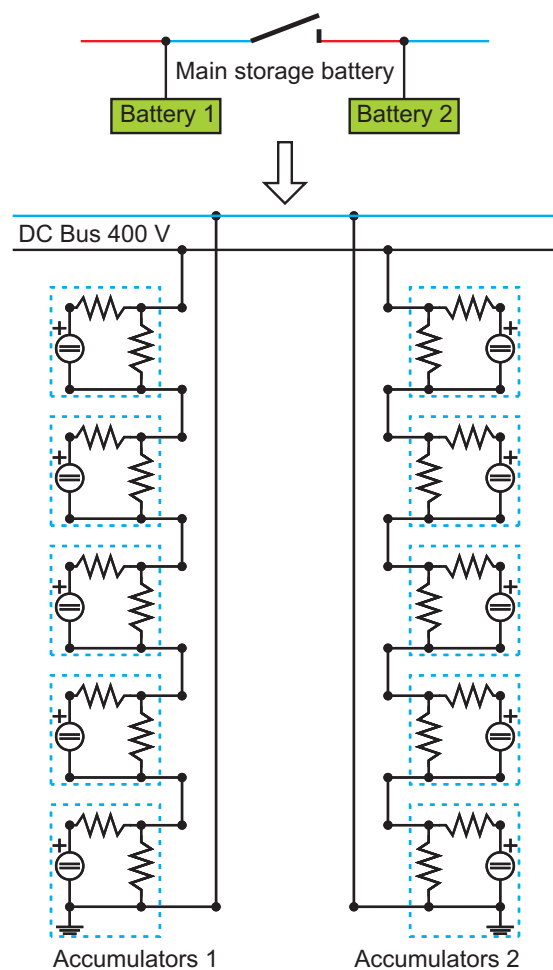 Main storage battery
Battery 1 Battery 2
DC Bus 400 V
+ +
+ +
+ +
+ +
+ +
Accumulators 1 Accumulators 2